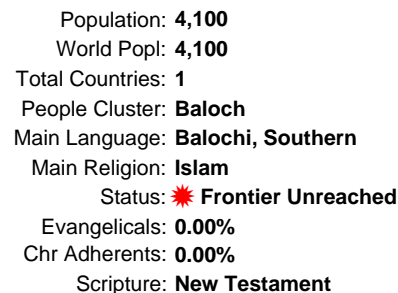 Population: 4,100
World Popl: 4,100
Total Countries: 1
People Cluster: Baloch
Main Language: Balochi, Southern
Main Religion: Islam
Status: Frontier Unreached
Evangelicals: 0.00%
Chr Adherents: 0.00%
Scripture: New Testament